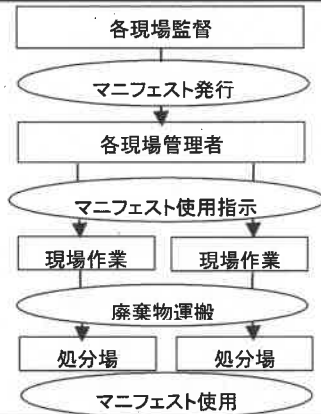 各現場監督
マニフェスト発行
各現場管理者
マニフェスト使用指示
現場作業 現場作業
廃棄物運搬
処分場 処分場
マニフェスト使用